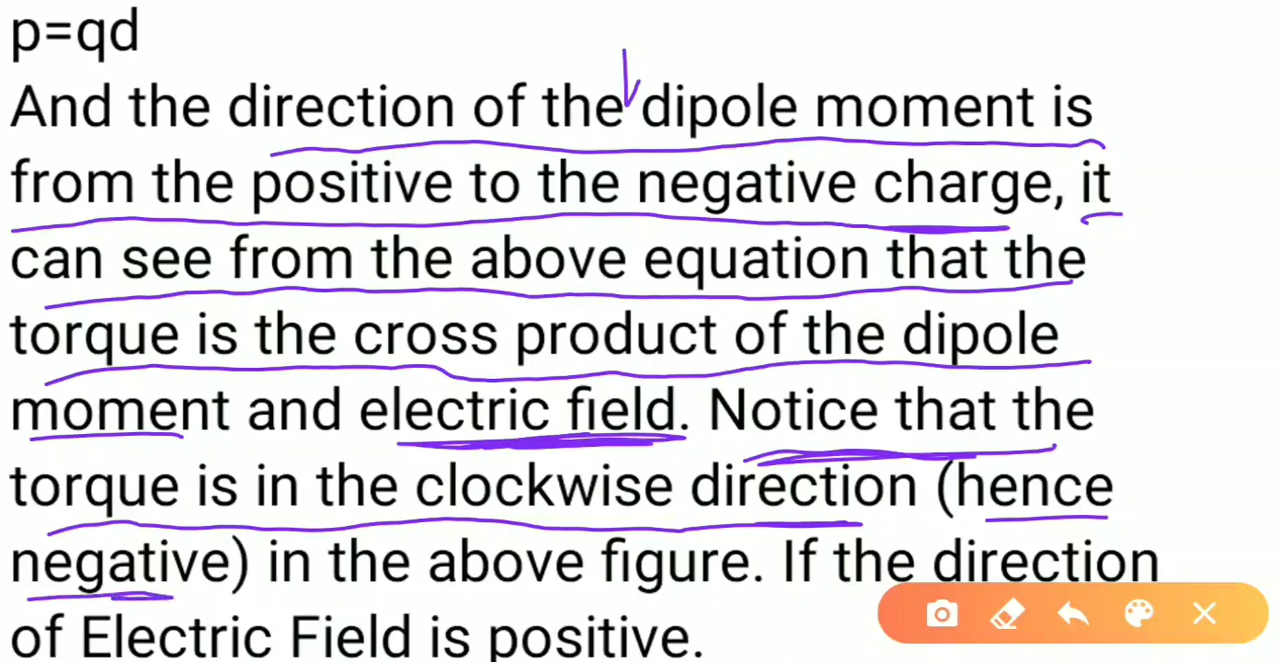 p=qd
And the direction of the dipole moment is
from the positive to the negative charge, it
can see from the above equation that the
torque is the cross product of the dipole
moment and electric field. Notice that the
torque is in the clockwise direction (hence
negative) in the above figure. If the direction
of Electric Field is positive.